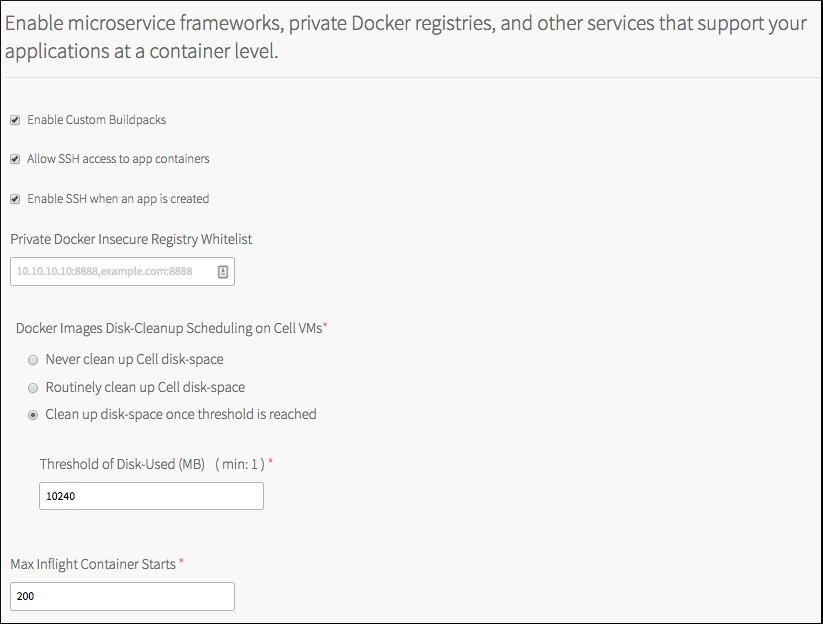 Enable microservice frameworks, private Docker registries, and other services that support your
applications at a container level.
Enable Custom Buildpacks
Allow SSH access to app containers
Enable SSH when an app is created
Private Docker Insecure Registry Whitelist
10.10.10.10:8888,example.com:8888
Docker Images Disk-Cleanup Scheduling on Cell VMs*
Never clean up Cell disk-space
Routinely clean up Cell disk-space
Clean up disk-space once threshold is reached
Threshold of Disk-Used (MB) ( min: 1 ) *
10240
Max Inflight Container Starts *
200